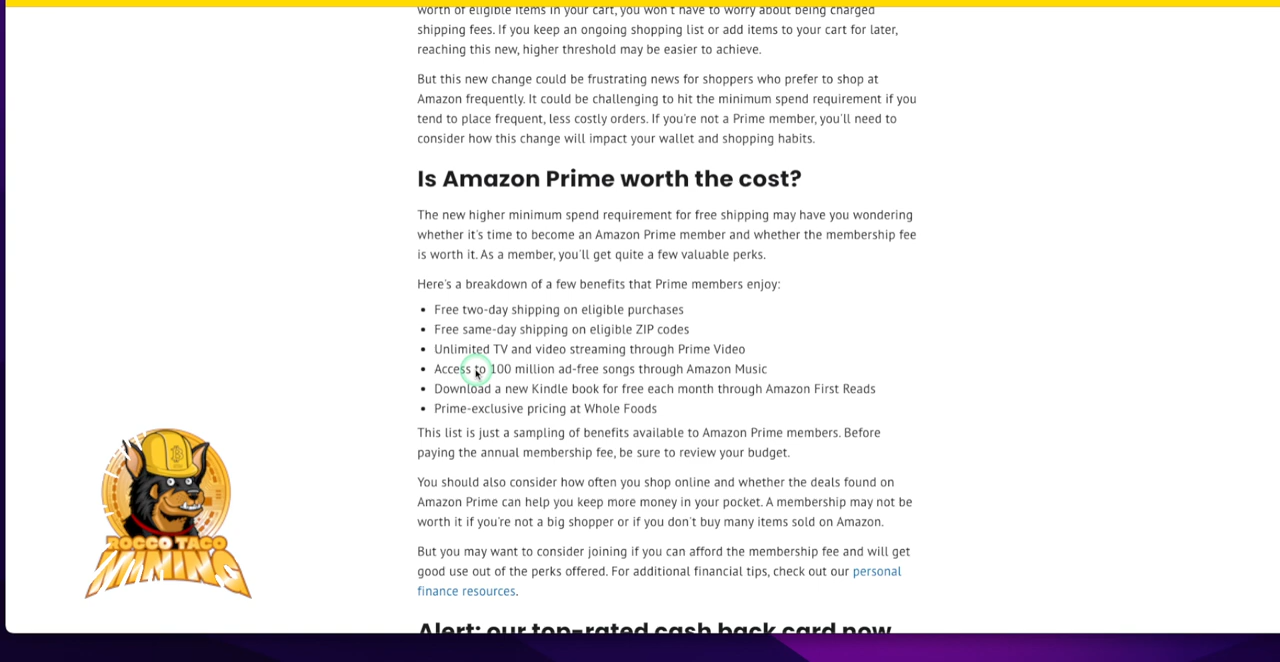 worth of eligible items in your cart, you won't have to worry about being charged
shipping fees. If you keep an ongoing shopping list or add items to your cart for later,
reaching this new, higher threshold may be easier to achieve.
But this new change could be frustrating news for shoppers who prefer to shop at
Amazon frequently. It could be challenging to hit the minimum spend requirement if you
tend to place frequent, less costly orders. If you're not a Prime member, you'll need to
consider how this change will impact your wallet and shopping habits.
Is Amazon Prime worth the cost?
The new higher minimum spend requirement for free shipping may have you wondering
whether it's time to become an Amazon Prime member and whether the membership fee
is worth it. As a member, you'll get quite a few valuable perks.
Here's a breakdown of a few benefits that Prime members enjoy:
• Free two-day shipping on eligible purchases
• Free same-day shipping on eligible ZIP codes
• Unlimited TV and video streaming through Prime Video
• Access to 100 million ad-free songs through Amazon Music
• Download a new Kindle book for free each month through Amazon First Reads
• Prime-exclusive pricing at Whole Foods
This list is just a sampling of benefits available to Amazon Prime members. Before
paying the annual membership fee, be sure to review your budget.
You should also consider how often you shop online and whether the deals found on
Amazon Prime can help you keep more money in your pocket. A membership may not be
worth it if you're not a big shopper or if you don't buy many items sold on Amazon.
But you may want to consider joining if you can afford the membership fee and will get
good use out of the perks offered. For additional financial tips, check out our personal
finance resources.
Alert: our top-rated cash back card now
ROCCO TACO
MINING